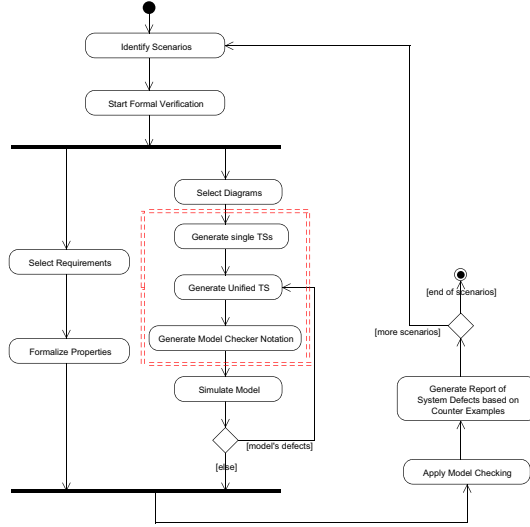 Identify Scenarios
Start Formal Verification
Select Diagrams
Generate single TSs
Select Requirements
Generate Unified TS
[end of scenarios]
[more scenarios]
Formalize Properties
Generate Model Checker Notation
Simulate Model
Generate Report of
System Defects based on
Counter Examples
[model's defects]
[else]
Apply Model Checking